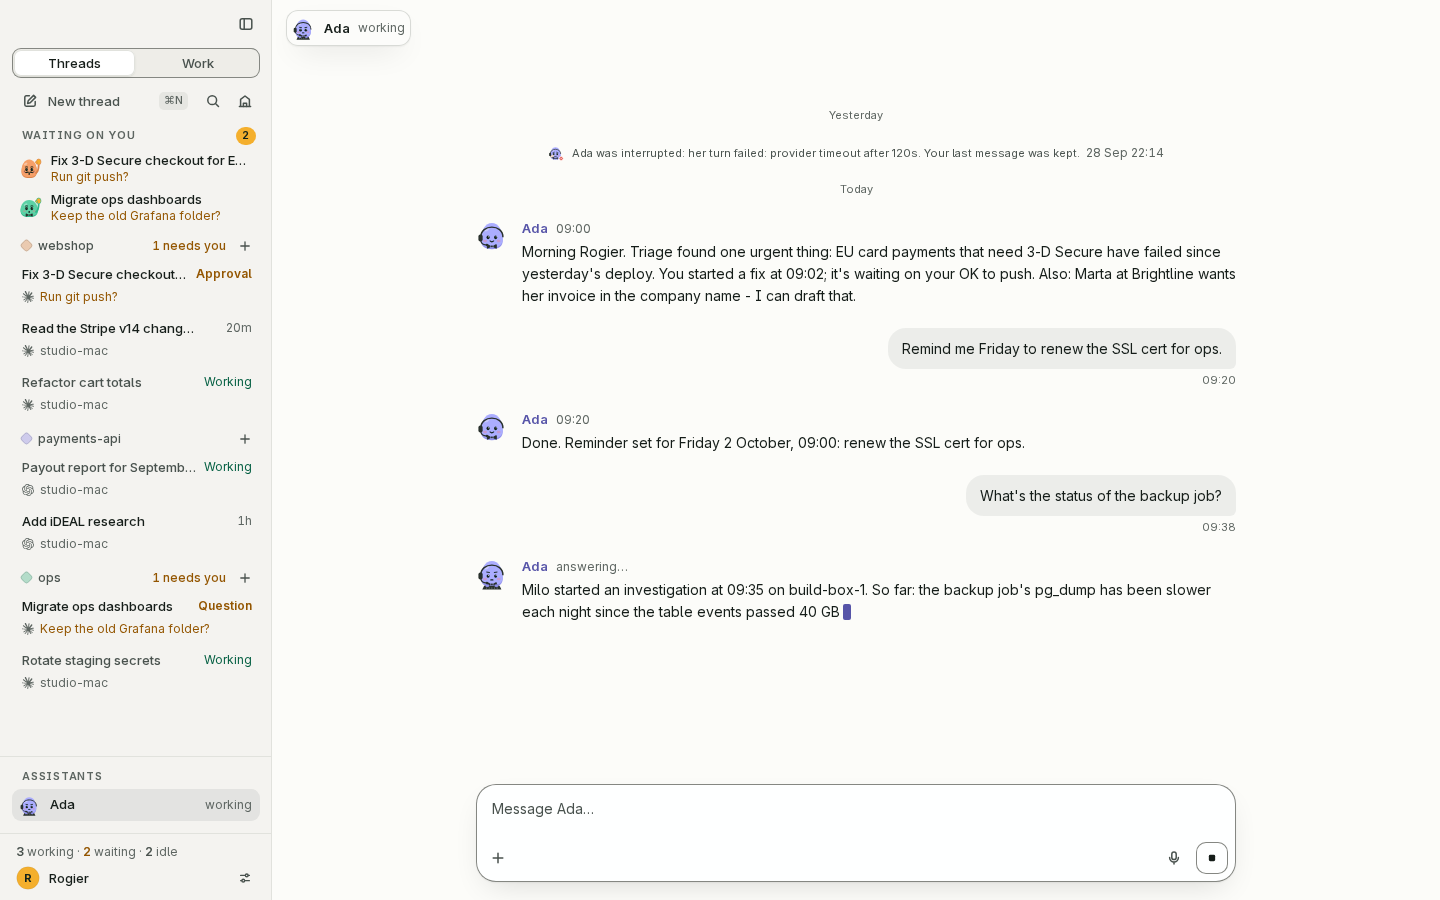 Threads
Work
New thread
⌘N
WAITING ON YOU
2
Fix 3-D Secure checkout for E…
Run git push?
Migrate ops dashboards
Keep the old Grafana folder?
webshop
1 needs you
Fix 3-D Secure checkout…
Approval
Run git push?
Read the Stripe v14 chang…
20m
studio-mac
Refactor cart totals
Working
studio-mac
payments-api
Payout report for Septemb…
Working
studio-mac
Add iDEAL research
1h
studio-mac
ops
1 needs you
Migrate ops dashboards
Question
Keep the old Grafana folder?
Rotate staging secrets
Working
studio-mac
ASSISTANTS
Ada
working
3 working · 2 waiting · 2 idle
R
Rogier
Ada working
Yesterday
Ada was interrupted: her turn failed: provider timeout after 120s. Your last message was kept. 28 Sep 22:14
Today
Ada 09:00
Morning Rogier. Triage found one urgent thing: EU card payments that need 3-D Secure have failed since
yesterday's deploy. You started a fix at 09:02; it's waiting on your OK to push. Also: Marta at Brightline wants
her invoice in the company name - I can draft that.
Remind me Friday to renew the SSL cert for ops.
09:20
Ada 09:20
Done. Reminder set for Friday 2 October, 09:00: renew the SSL cert for ops.
What's the status of the backup job?
09:38
Ada answering…
Milo started an investigation at 09:35 on build-box-1. So far: the backup job's pg_dump has been slower
each night since the table events passed 40 GB
Message Ada…